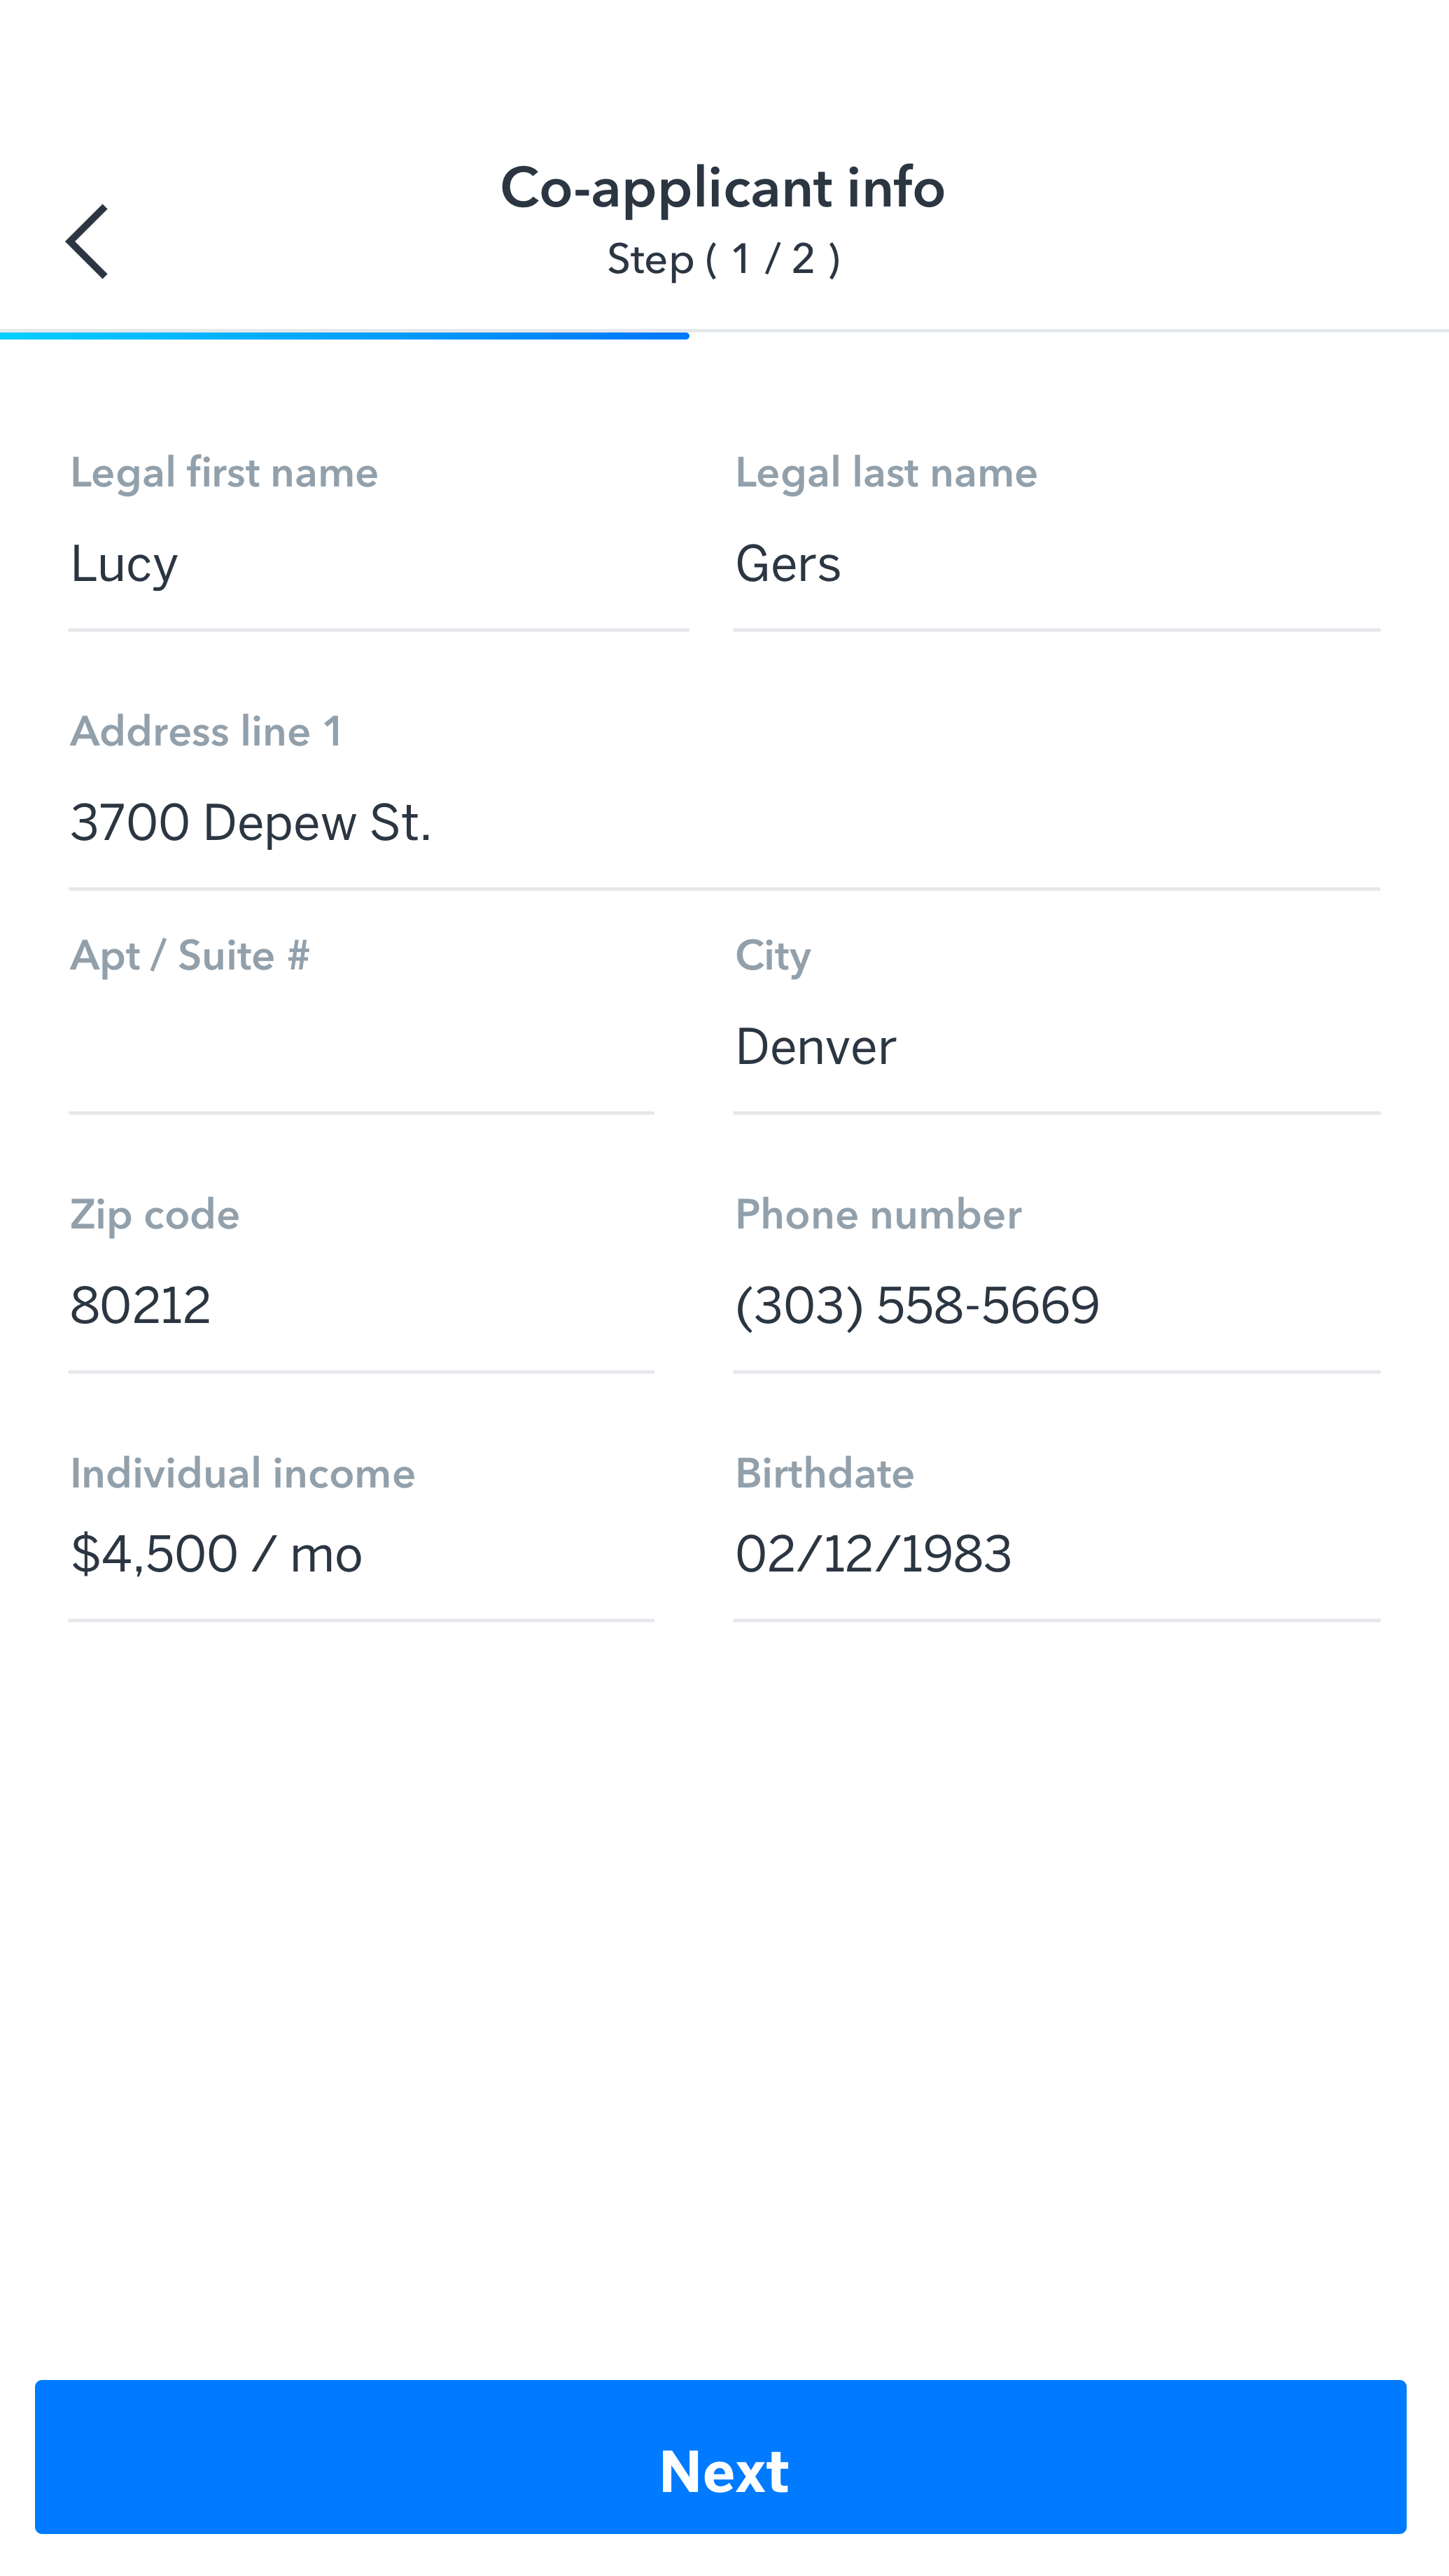 Co-applicant info
Step ( 1 / 2 )
Legal first name
Legal last name
Lucy
Gers
Address line 1
3700 Depew St.
Apt / Suite #
City
Denver
Zip code
Phone number
80212
(303) 558-5669
Individual income
Birthdate
$4,500 / mo
02/12/1983
Next